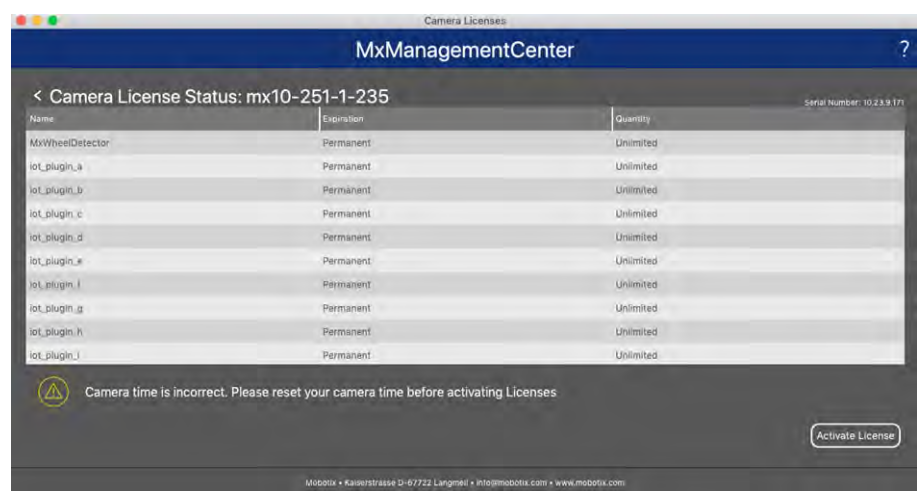 Camera Licenses
MxManagementCenter ?
< Camera License Status: mx10-251-1-235
Serial Number: 10.23.9.171
Name Expiration Quantity
MxWheelDetector Permanent Unlimited
iot_plugin_a Permanent Unlimited
iot_plugin_b Permanent Unlimited
iot_plugin_c Permanent Unlimited
iot_plugin_d Permanent Unlimited
iot_plugin_e Permanent Unlimited
iot_plugin_f Permanent Unlimited
iot_plugin_g Permanent Unlimited
iot_plugin_h Permanent Unlimited
iot_plugin_i Permanent Unlimited
Camera time is incorrect. Please reset your camera time before activating Licenses
Activate License
Mobotix • Kaiserstrasse D-67722 Langmeil • info@mobotix.com • www.mobotix.com